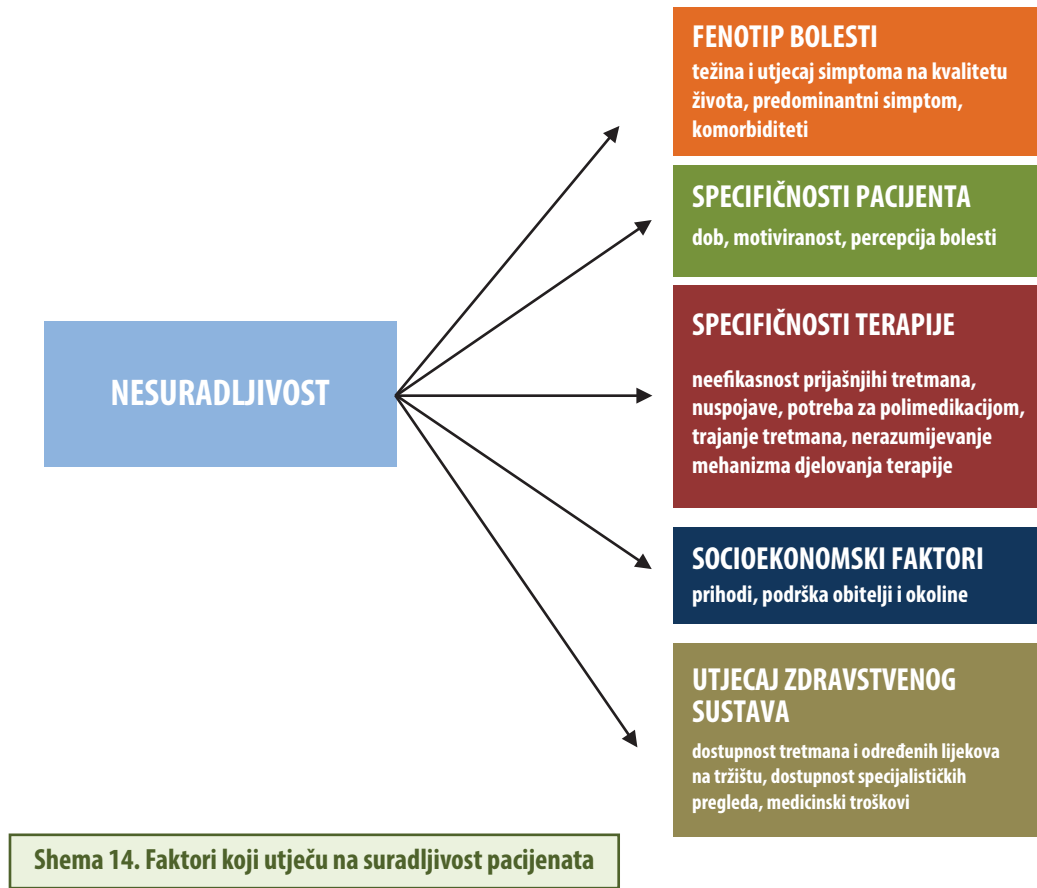 FENOTIP BOLESTI
težina i utjecaj simptoma na kvalitetu
života, predominantni simptom,
komorbiditeti
SPECIFIČNOSTI PACIJENTA
dob, motiviranost, percepcija bolesti
SPECIFIČNOSTI TERAPIJE
neefikasnost prijašnjihi tretmana,
nuspojave, potreba za polimedikacijom,
trajanje tretmana, nerazumijevanje
mehanizma djelovanja terapije
NESURADLJIVOST
SOCIOEKONOMSKI FAKTORI
prihodi, podrška obitelji i okoline
UTJECAJ ZDRAVSTVENOG
SUSTAVA
dostupnost tretmana i određenih lijekova
na tržištu, dostupnost specijalističkih
pregleda, medicinski troškovi
Shema 14. Faktori koji utječu na suradljivost pacijenata